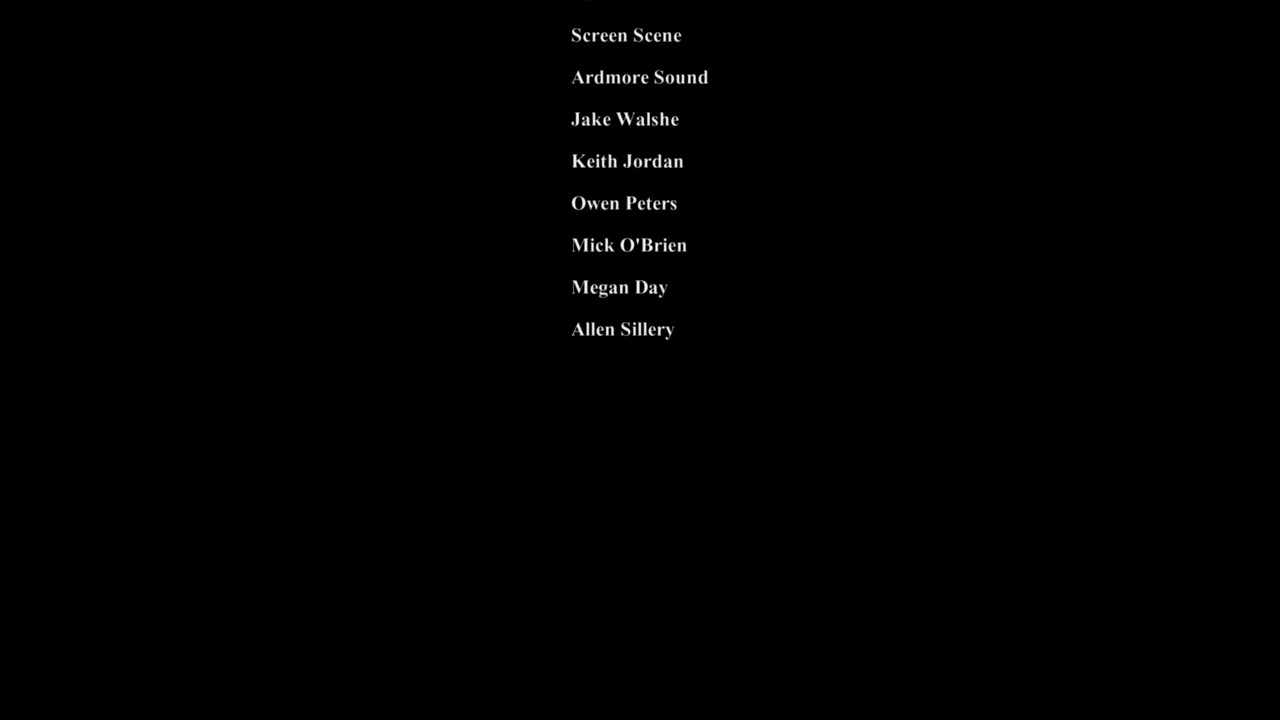 Screen Scene
Ardmore Sound
Jake Walshe
Keith Jordan
Owen Peters
Mick O'Brien
Megan Day
Allen Sillery